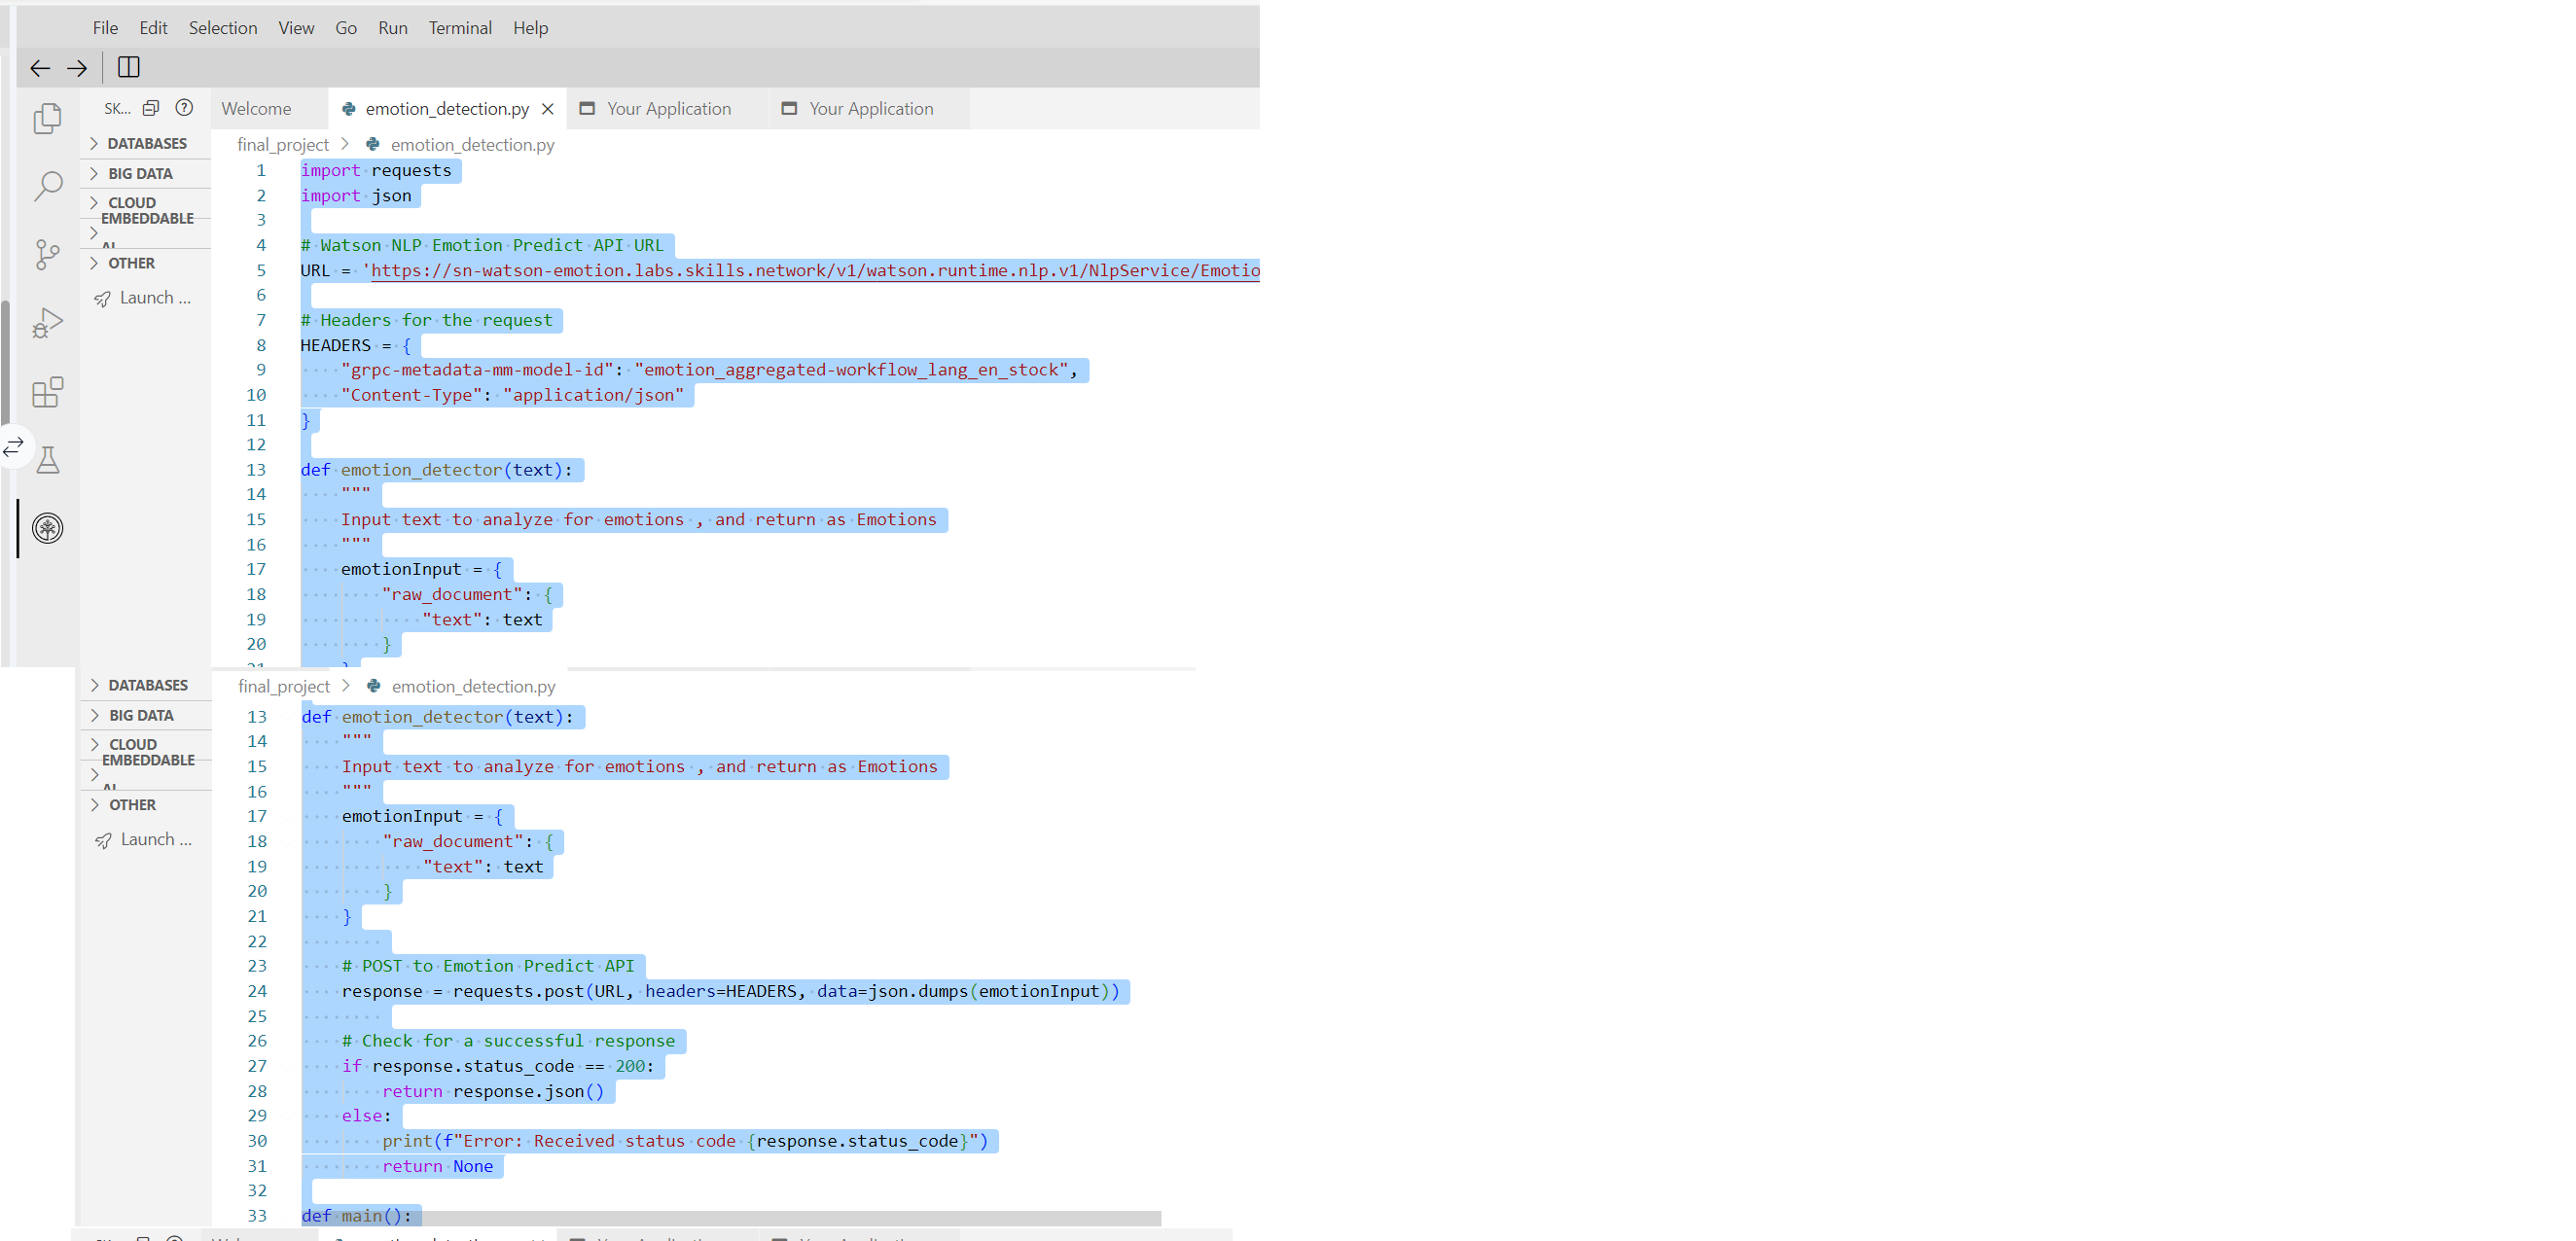 File Edit Selection View Go Run Terminal Help
SK... Welcome emotion_detection.py Your Application Your Application
DATABASES
BIG DATA
CLOUD
EMBEDDABLE
AI
OTHER
Launch ...
final_project > emotion_detection.py
1 import requests
2 import json
3
4 # Watson NLP Emotion Predict API URL
5 URL = 'https://sn-watson-emotion.labs.skills.network/v1/watson.runtime.nlp.v1/NlpService/Emotio
6
7 # Headers for the request
8 HEADERS = {
9     "grpc-metadata-mm-model-id": "emotion_aggregated-workflow_lang_en_stock",
10     "Content-Type": "application/json"
11 }
12
13 def emotion_detector(text):
14     """
15     Input text to analyze for emotions , and return as Emotions
16     """
17     emotionInput = {
18         "raw_document": {
19             "text": text
20         }
21     }
DATABASES
BIG DATA
CLOUD
EMBEDDABLE
AI
OTHER
Launch ...
final_project > emotion_detection.py
13 def emotion_detector(text):
14     """
15     Input text to analyze for emotions , and return as Emotions
16     """
17     emotionInput = {
18         "raw_document": {
19             "text": text
20         }
21     }
22
23     # POST to Emotion Predict API
24     response = requests.post(URL, headers=HEADERS, data=json.dumps(emotionInput))
25
26     # Check for a successful response
27     if response.status_code == 200:
28         return response.json()
29     else:
30         print(f"Error: Received status code {response.status_code}")
31         return None
32
33 def main():